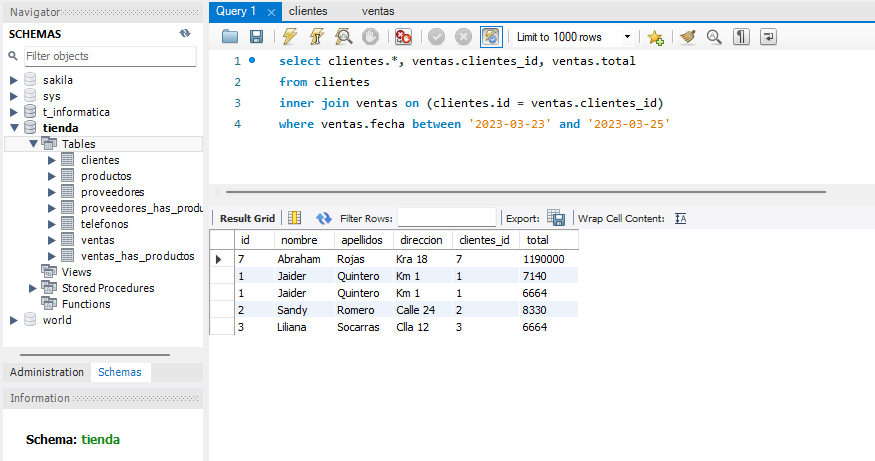 Navigator
SCHEMAS
Filter objects
sakila
sys
t_informatica
tienda
Tables
clientes
productos
proveedores
proveedores_has_produ
telefonos
ventas
ventas_has_productos
Views
Stored Procedures
Functions
world
Administration Schemas
Information
Schema: tienda
Query 1 clientes ventas
Limit to 1000 rows
1 select clientes.*, ventas.clientes_id, ventas.total
2 from clientes
3 inner join ventas on (clientes.id = ventas.clientes_id)
4 where ventas.fecha between '2023-03-23' and '2023-03-25'
Result Grid Filter Rows: Export: Wrap Cell Content: IA
id nombre apellidos direccion clientes_id total
7 Abraham Rojas Kra 18 7 1190000
1 Jaider Quintero Km 1 1 7140
1 Jaider Quintero Km 1 1 6664
2 Sandy Romero Calle 24 2 8330
3 Liliana Socarras Clla 12 3 6664